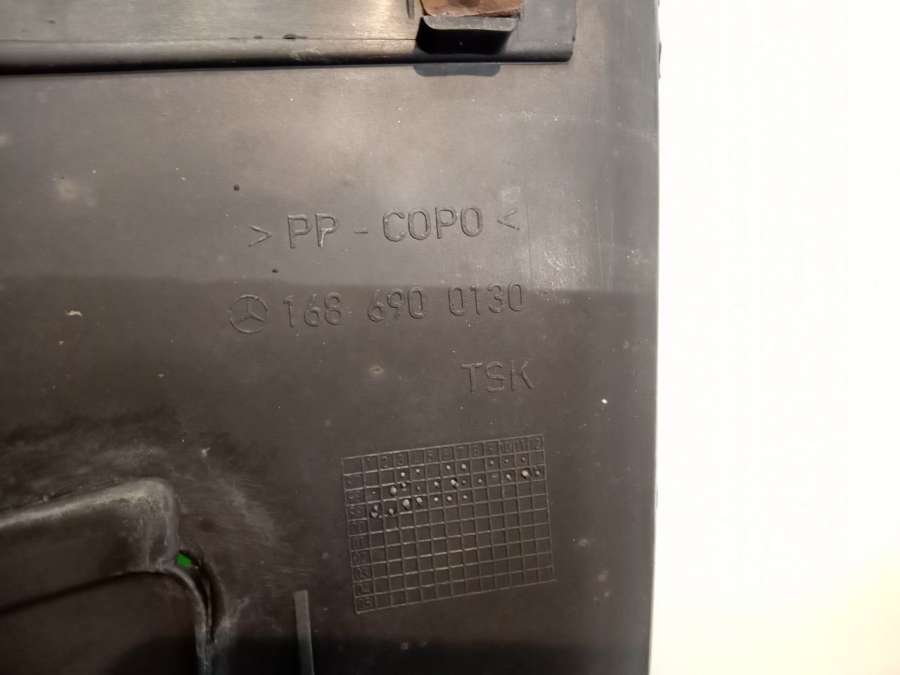 > PP - COPO <
168 690 0130
TSK